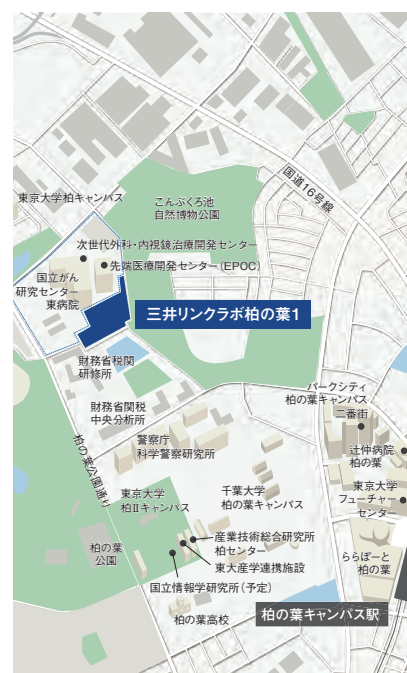 国道16号線
東京大学柏キャンパス
こんぶくろ池
自然博物公園
次世代外科・内視鏡治療開発センター
先端医療開発センター(EPOC)
国立がん
研究センター
東病院
三井リンクラボ柏の葉1
財務省税関
研修所
パークシティ
柏の葉キャンパス
二番街
財務省関税
中央分析所
警察庁
科学警察研究所
辻仲病院
柏の葉
柏の葉公園通り
東京大学
柏Ⅱキャンパス
千葉大学
柏の葉キャンパス
東京大学
フューチャー
センター
産業技術総合研究所
柏センター
柏の葉
公園
東大産学連携施設
ららぽーと
柏の葉
国立情報学研究所(予定)
柏の葉高校
柏の葉キャンパス駅